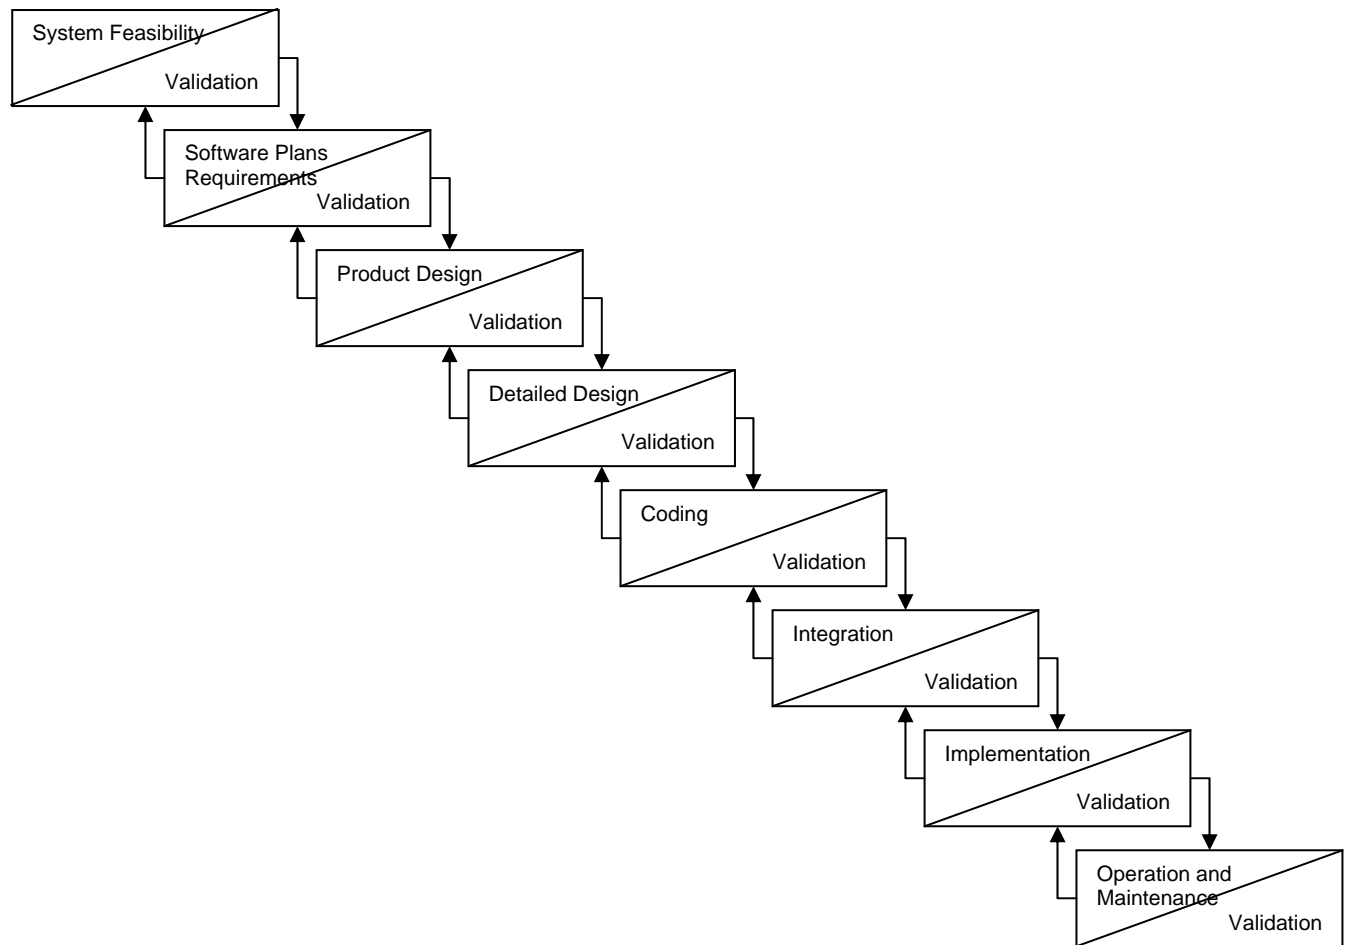 System Feasibility
Validation
Software Plans
Requirements
Validation
Product Design
Validation
Detailed Design
Validation
Coding
Validation
Integration
Validation
Implementation
Validation
Operation and
Maintenance
Validation